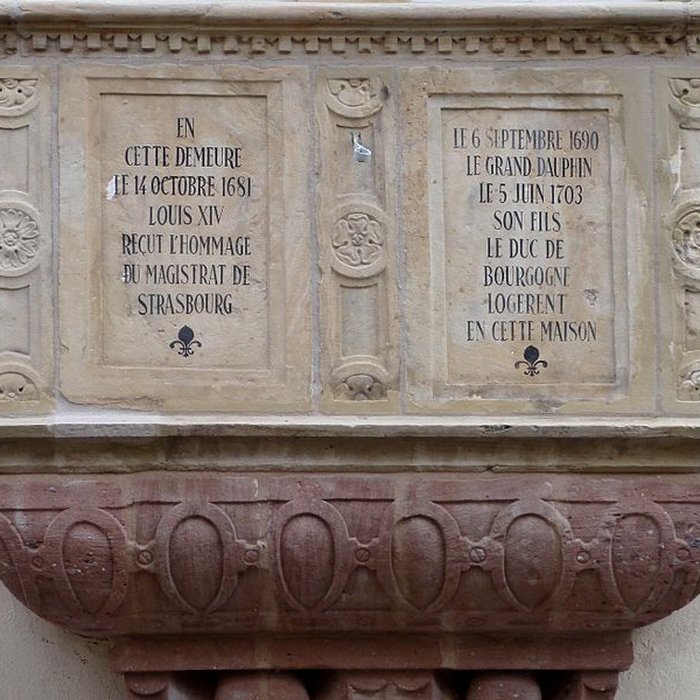 EN
CETTE DEMEURE
LE 14 OCTOBRE 1681
LOUIS XIV
REÇUT L'HOMMAGE
DU MAGISTRAT DE
STRASBOURG
LE 6 SEPTEMBRE 1690
LE GRAND DAUPHIN
LE 5 JUIN 1703
SON FILS
LE DUC DE
BOURGOGNE
LOGERENT
EN CETTE MAISON